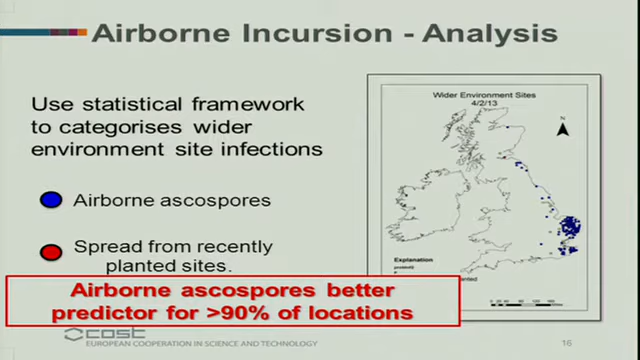 Airborne Incursion - Analysis
Use statistical framework
to categorises wider
environment site infections
Airborne ascospores
Spread from recently
planted sites.
Airborne ascospores better
predictor for >90% of locations
Wider Environment Sites
4/2/13
N
Explanation
cost
EUROPEAN COOPERATION IN SCIENCE AND TECHNOLOGY
16